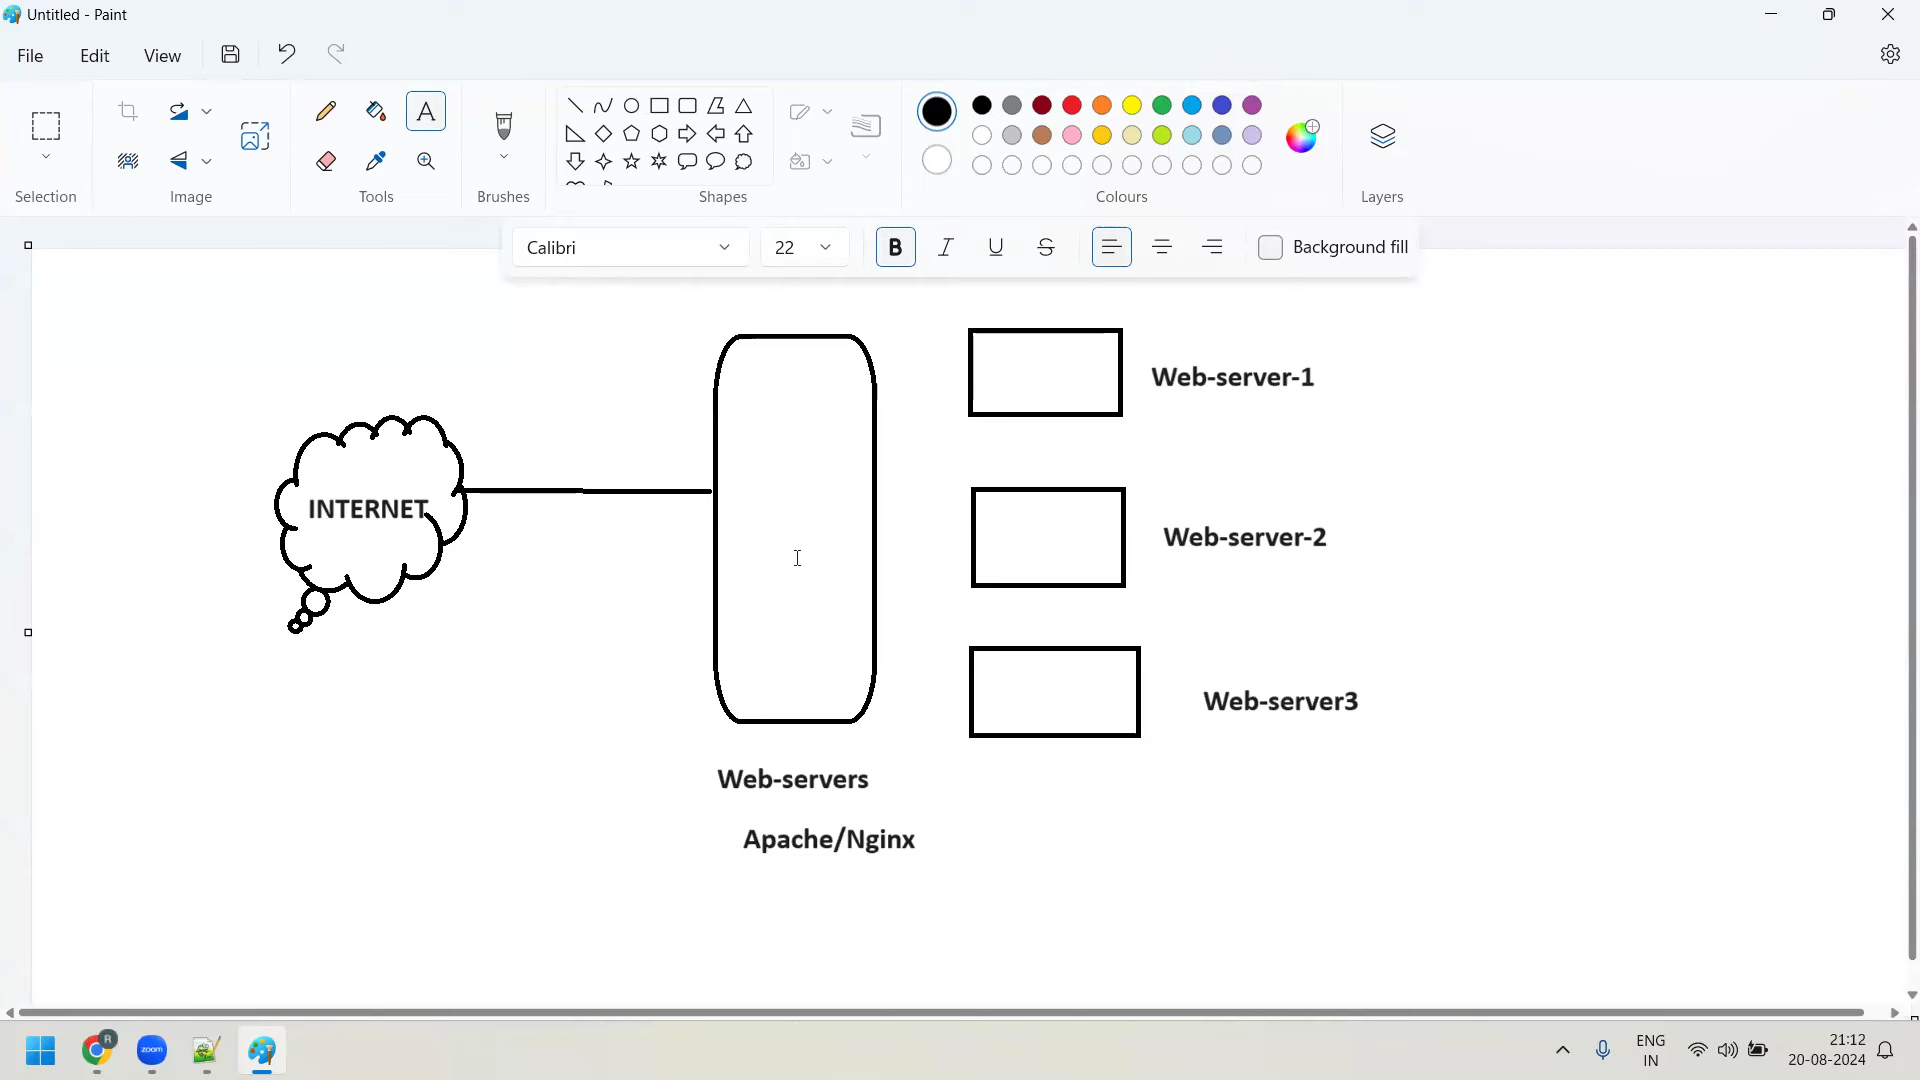 Untitled - Paint
File Edit View
Selection Image Tools Brushes Shapes Colours Layers
A
Calibri 22 B I U S Background fill
Web-server-1
INTERNET
Web-server-2
Web-server3
Web-servers
Apache/Nginx
R
zoom
ENG
IN
21:12
20-08-2024